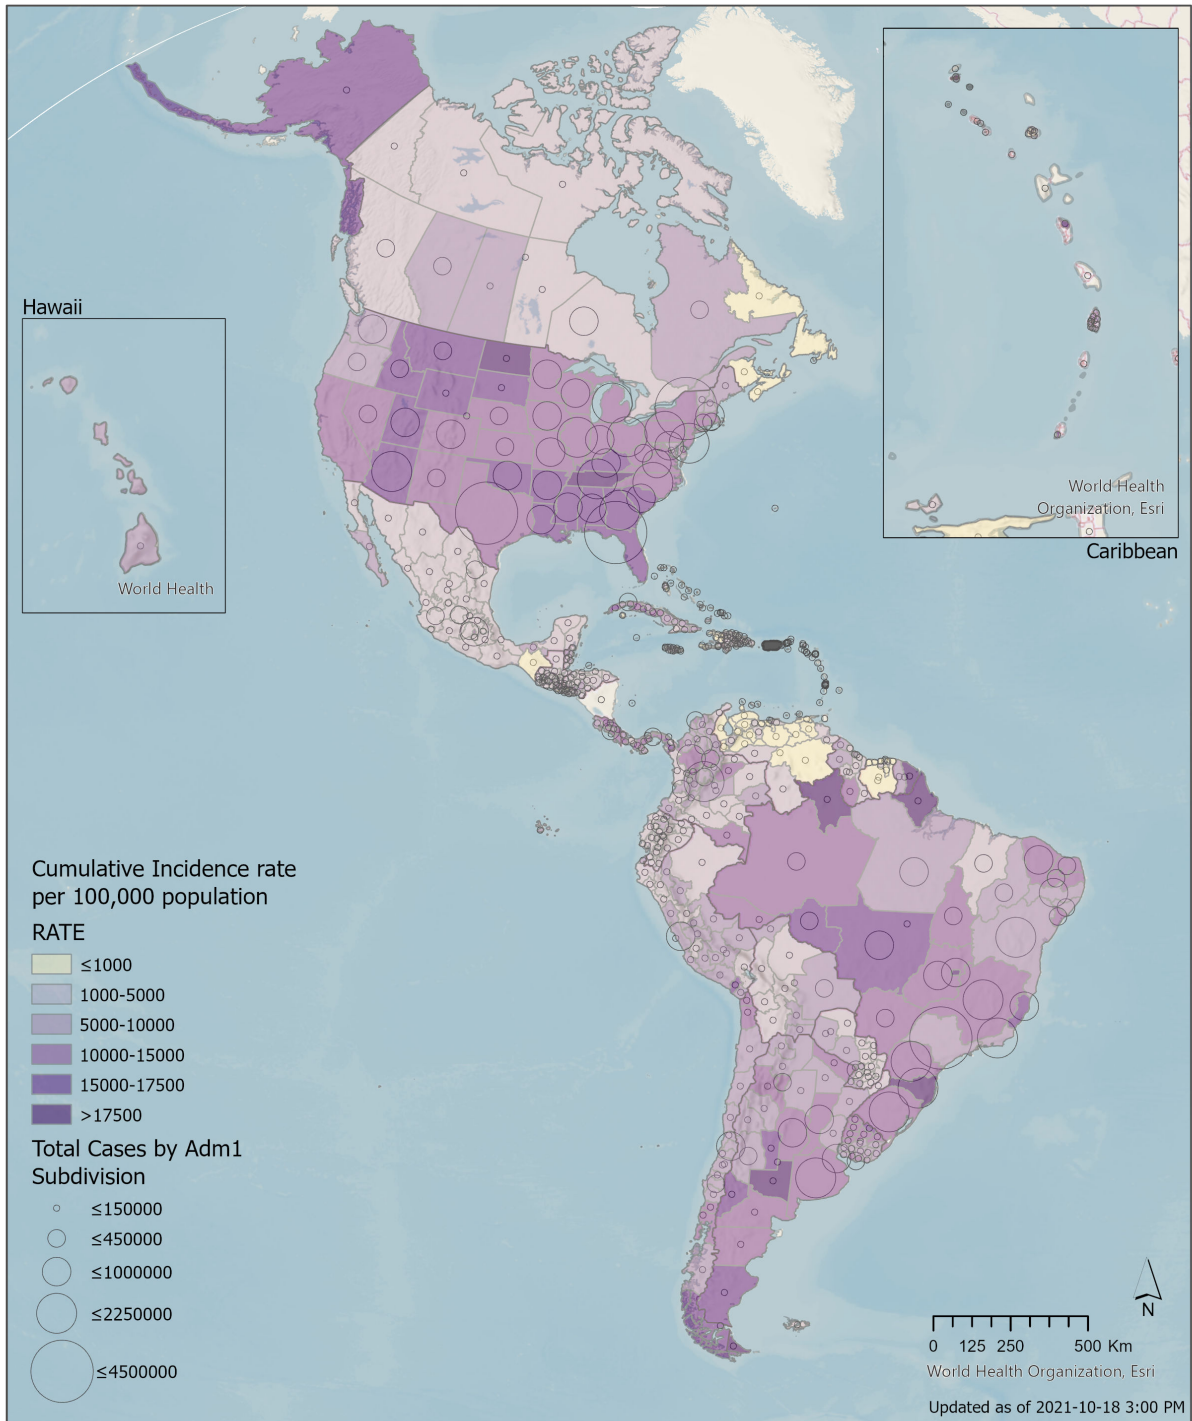 Hawaii
World Health
World Health
Organization, Esri
Caribbean
Cumulative Incidence rate
per 100,000 population
RATE
≤1000
1000-5000
5000-10000
10000-15000
15000-17500
>17500
Total Cases by Adm1
Subdivision
≤150000
≤450000
≤1000000
≤2250000
≤4500000
N
0 125 250 500 Km
World Health Organization, Esri
Updated as of 2021-10-18 3:00 PM